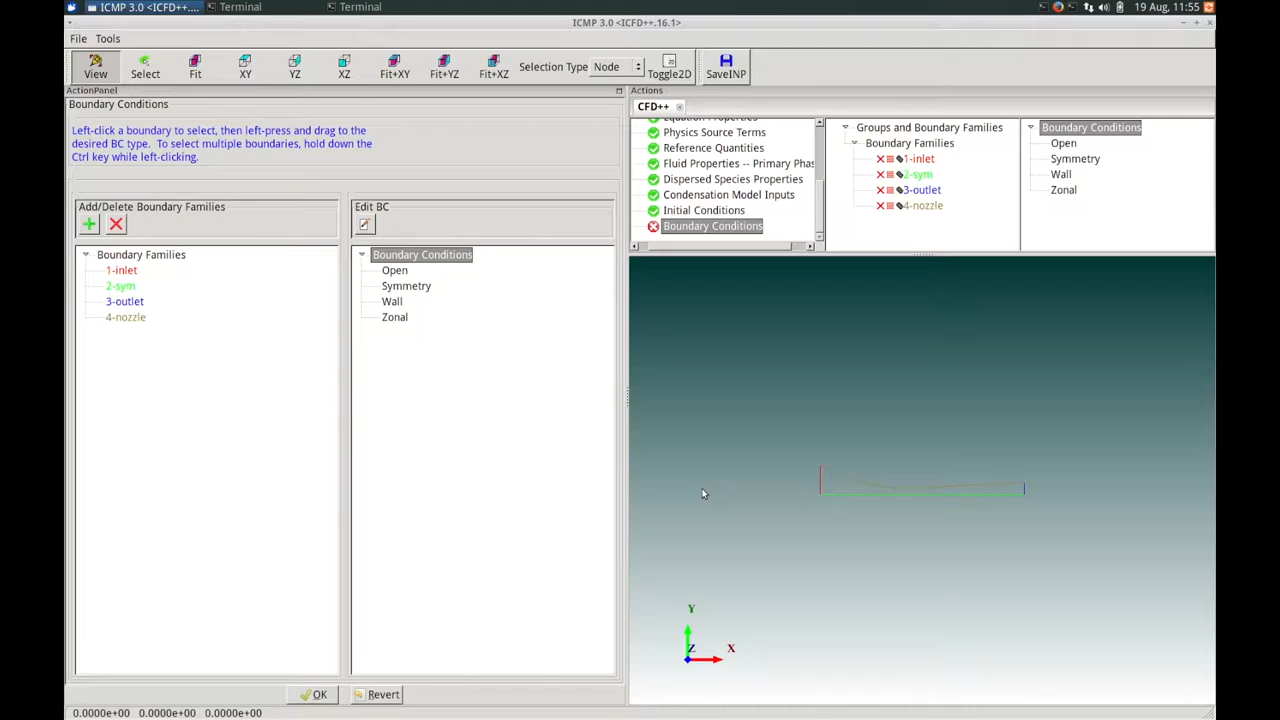 ICMP 3.0 <ICFD++....
Terminal
Terminal
19 Aug, 11:55
ICMP 3.0 <ICFD++.16.1>
File
Tools
View
Select
Fit
XY
YZ
XZ
Fit+XY
Fit+YZ
Fit+XZ
Selection Type
Node
Toggle2D
SaveINP
ActionPanel
Actions
Boundary Conditions
CFD++
Left-click a boundary to select, then left-press and drag to the
desired BC type. To select multiple boundaries, hold down the
Ctrl key while left-clicking.
Physics Source Terms
Reference Quantities
Fluid Properties -- Primary Phas
Dispersed Species Properties
Condensation Model Inputs
Initial Conditions
Boundary Conditions
Groups and Boundary Families
Boundary Families
1-inlet
2-sym
3-outlet
4-nozzle
Boundary Conditions
Open
Symmetry
Wall
Zonal
Add/Delete Boundary Families
Edit BC
Boundary Families
1-inlet
2-sym
3-outlet
4-nozzle
Boundary Conditions
Open
Symmetry
Wall
Zonal
Y
Z
X
OK
Revert
0.0000e+00 0.0000e+00 0.0000e+00